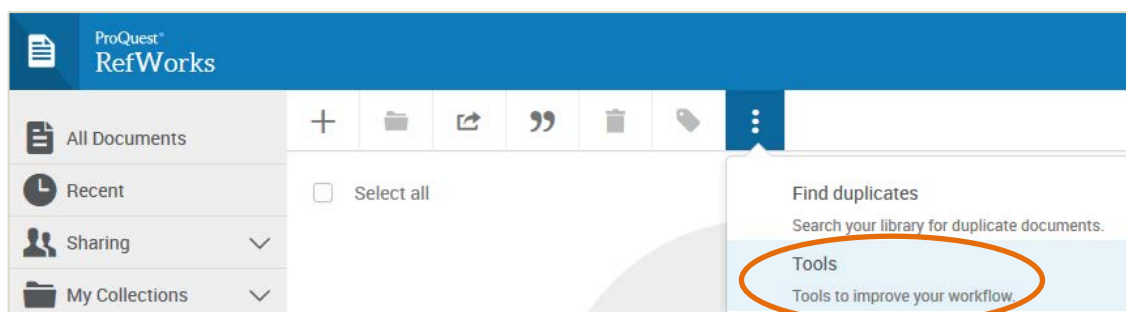 ProQuest®
RefWorks
All Documents
Recent
Sharing
My Collections
Select all
Find duplicates
Search your library for duplicate documents.
Tools
Tools to improve your workflow.